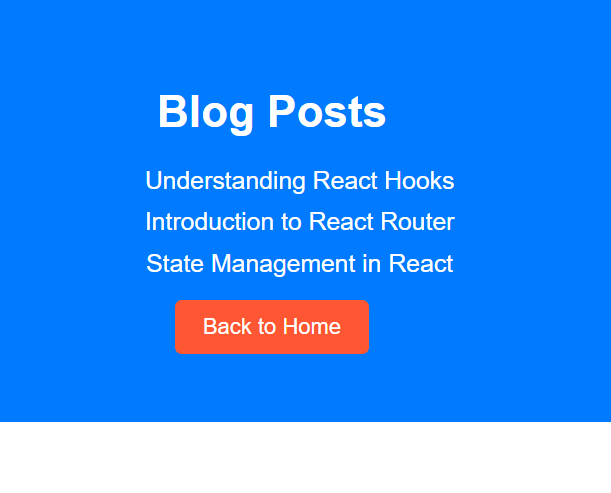 Blog Posts
Understanding React Hooks
Introduction to React Router
State Management in React
Back to Home